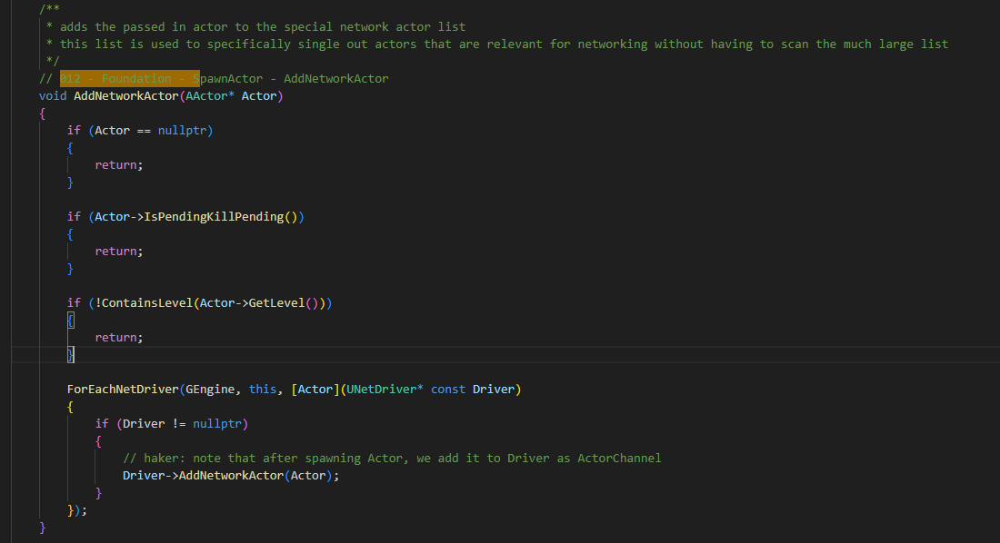 /**
 * adds the passed in actor to the special network actor list
 * this list is used to specifically single out actors that are relevant for networking without having to scan the much large list
 */
// 012 - Foundation - SpawnActor - AddNetworkActor
void AddNetworkActor(AActor* Actor)
{
    if (Actor == nullptr)
    {
        return;
    }

    if (Actor->IsPendingKillPending())
    {
        return;
    }

    if (!ContainsLevel(Actor->GetLevel()))
    {
        return;
    }

    ForEachNetDriver(GEngine, this, [Actor](UNetDriver* const Driver)
    {
        if (Driver != nullptr)
        {
            // haker: note that after spawning Actor, we add it to Driver as ActorChannel
            Driver->AddNetworkActor(Actor);
        }
    });
}